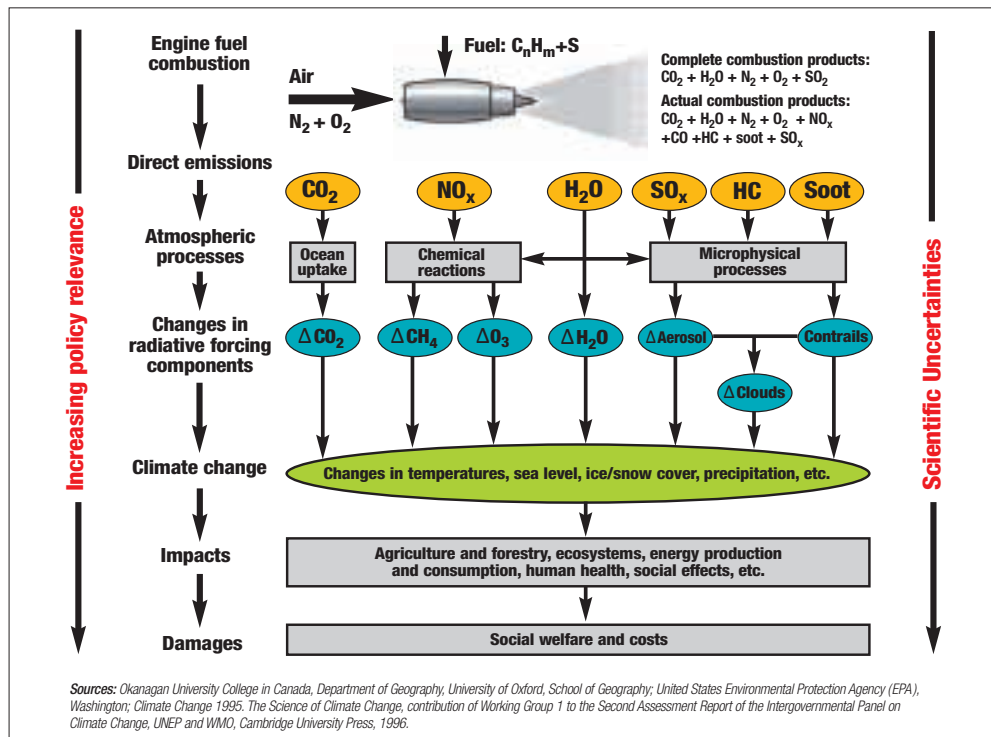 Increasing policy relevance
Engine fuel
combustion
Direct emissions
Atmospheric
processes
Changes in
radiative forcing
components
Climate change
Impacts
Damages
Fuel: CₙHₘ+S
Air
N₂ + O₂
Complete combustion products:
CO₂ + H₂O + N₂ + O₂ + SO₂
Actual combustion products:
CO₂ + H₂O + N₂ + O₂ + NOₓ
+CO +HC + soot + SOₓ
CO₂
NOₓ
H₂O
SOₓ
HC
Soot
Ocean
uptake
Chemical
reactions
Microphysical
processes
ΔCO₂
ΔCH₄
ΔO₃
ΔH₂O
ΔAerosol
Contrails
ΔClouds
Changes in temperatures, sea level, ice/snow cover, precipitation, etc.
Agriculture and forestry, ecosystems, energy production
and consumption, human health, social effects, etc.
Social welfare and costs
Scientific Uncertainties
Sources: Okanagan University College in Canada, Department of Geography, University of Oxford, School of Geography; United States Environmental Protection Agency (EPA),
Washington; Climate Change 1995. The Science of Climate Change, contribution of Working Group 1 to the Second Assessment Report of the Intergovernmental Panel on
Climate Change, UNEP and WMO, Cambridge University Press, 1996.